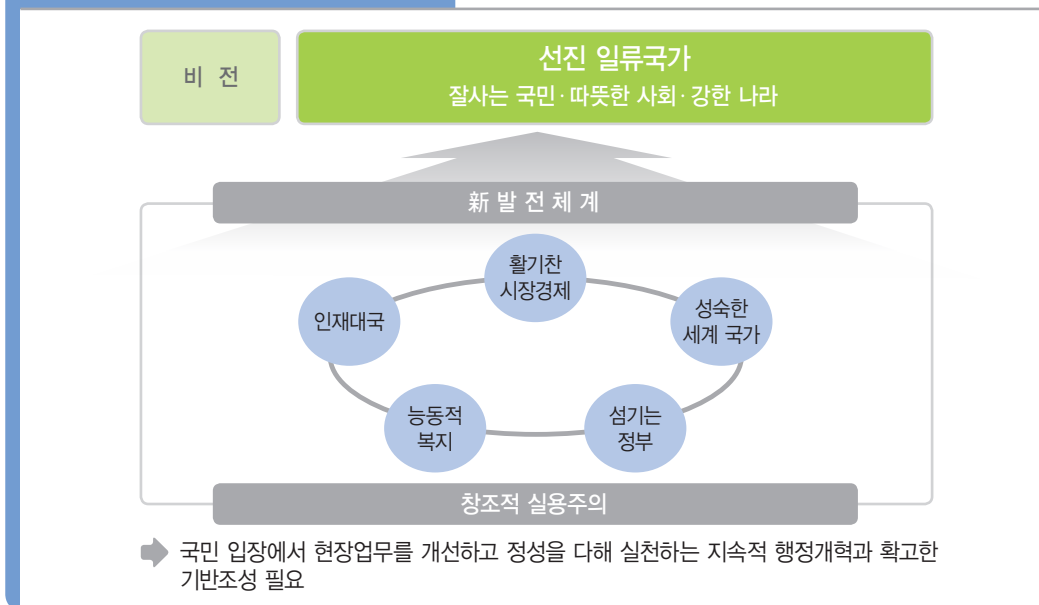 비 전
선진 일류국가
잘사는 국민·따뜻한 사회·강한 나라
新 발 전 체 계
활기찬
시장경제
인재대국
성숙한
세계 국가
능동적
복지
섬기는
정부
창조적 실용주의
국민 입장에서 현장업무를 개선하고 정성을 다해 실천하는 지속적 행정개혁과 확고한
기반조성 필요